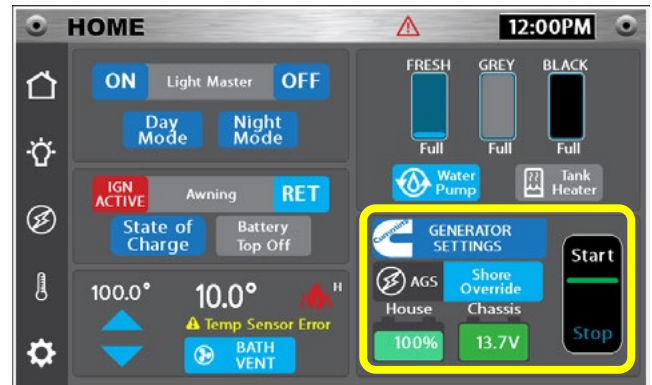 HOME
12:00PM
ON Light Master OFF
Day Mode
Night Mode
IGN ACTIVE
Awning
RET
State of Charge
Battery Top Off
100.0°
10.0°
H
Temp Sensor Error
BATH VENT
FRESH GREY BLACK
Full Full Full
Water Pump
Tank Heater
Cummins
GENERATOR SETTINGS
AGS
Shore Override
House Chassis
100% 13.7V
Start
Stop